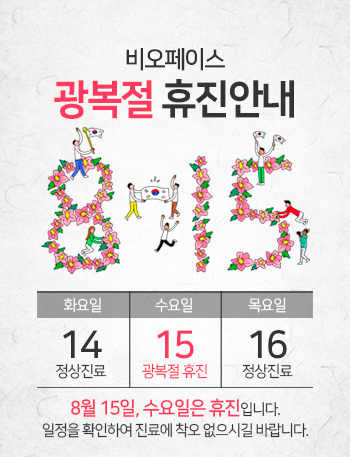 비오페이스
광복절 휴진안내
8 15
화요일 수요일 목요일
14 15 16
정상진료 광복절 휴진 정상진료
8월 15일, 수요일은 휴진입니다.
일정을 확인하여 진료에 착오 없으시길 바랍니다.